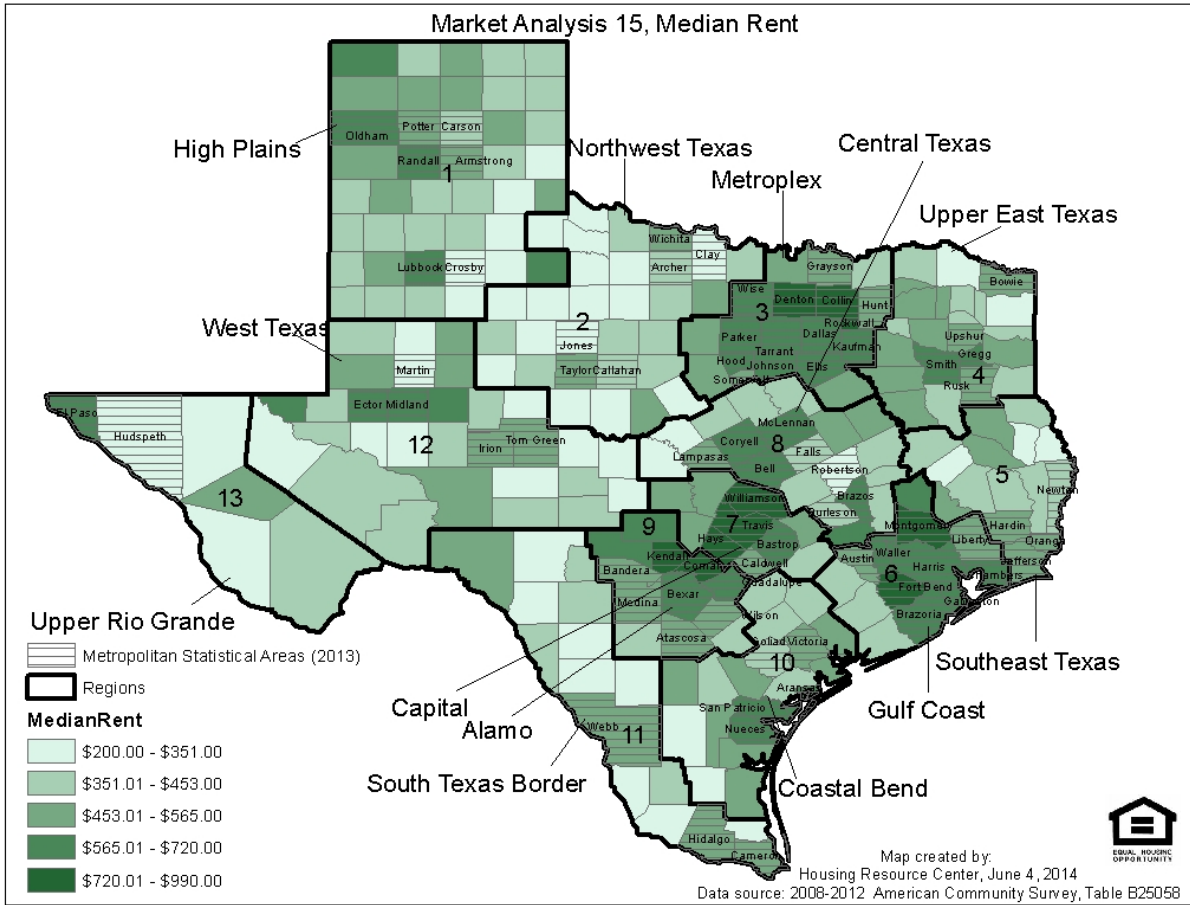 Market Analysis 15, Median Rent
High Plains
Northwest Texas
Central Texas
Metroplex
Upper East Texas
Oldham
Potter
Carson
Randall
Armstrong
1
Lubbock
Crosby
West Texas
Wichita
Clay
Archer
2
Jones
Taylor
Callahan
Grayson
Wise
Denton
Collin
Hunt
3
Rockwall
Parker
Dallas
Kaufman
Tarrant
Hood
Johnson
Ellis
Somervell
Bowie
Upshur
Gregg
Smith
4
Rusk
Martin
Ector
Midland
12
Irion
Tom Green
El Paso
Hudspeth
13
McLennan
Coryell
8
Falls
Lampasas
Bell
Robertson
Brazos
Burleson
5
Newton
Hardin
Orange
Jefferson
Williamson
7
Travis
Hays
Bastrop
Caldwell
9
Kendall
Comal
Bandera
Guadalupe
Bexar
Medina
Wilson
Atascosa
Montgomery
Liberty
Austin
Waller
Harris
6
Chambers
Fort Bend
Galveston
Brazoria
Goliad
Victoria
10
Aransas
San Patricio
Nueces
Webb
11
Hidalgo
Cameron
Upper Rio Grande
Metropolitan Statistical Areas (2013)
Regions
MedianRent
$200.00 - $351.00
$351.01 - $453.00
$453.01 - $565.00
$565.01 - $720.00
$720.01 - $990.00
Capital
Alamo
South Texas Border
Southeast Texas
Gulf Coast
Coastal Bend
EQUAL HOUSING
OPPORTUNITY
Map created by:
Housing Resource Center, June 4, 2014
Data source: 2008-2012 American Community Survey, Table B25058